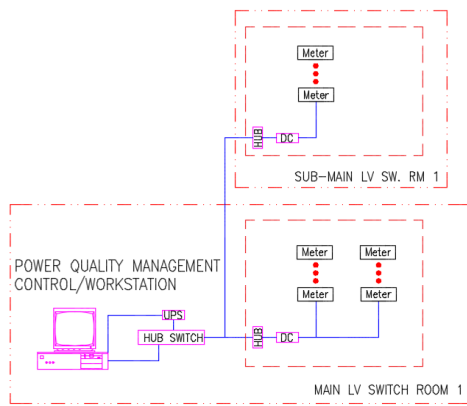 Meter
Meter
HUB
DC
SUB-MAIN LV SW. RM 1
POWER QUALITY MANAGEMENT
CONTROL/WORKSTATION
Meter
Meter
Meter
Meter
UPS
HUB SWITCH
HUB
DC
MAIN LV SWITCH ROOM 1